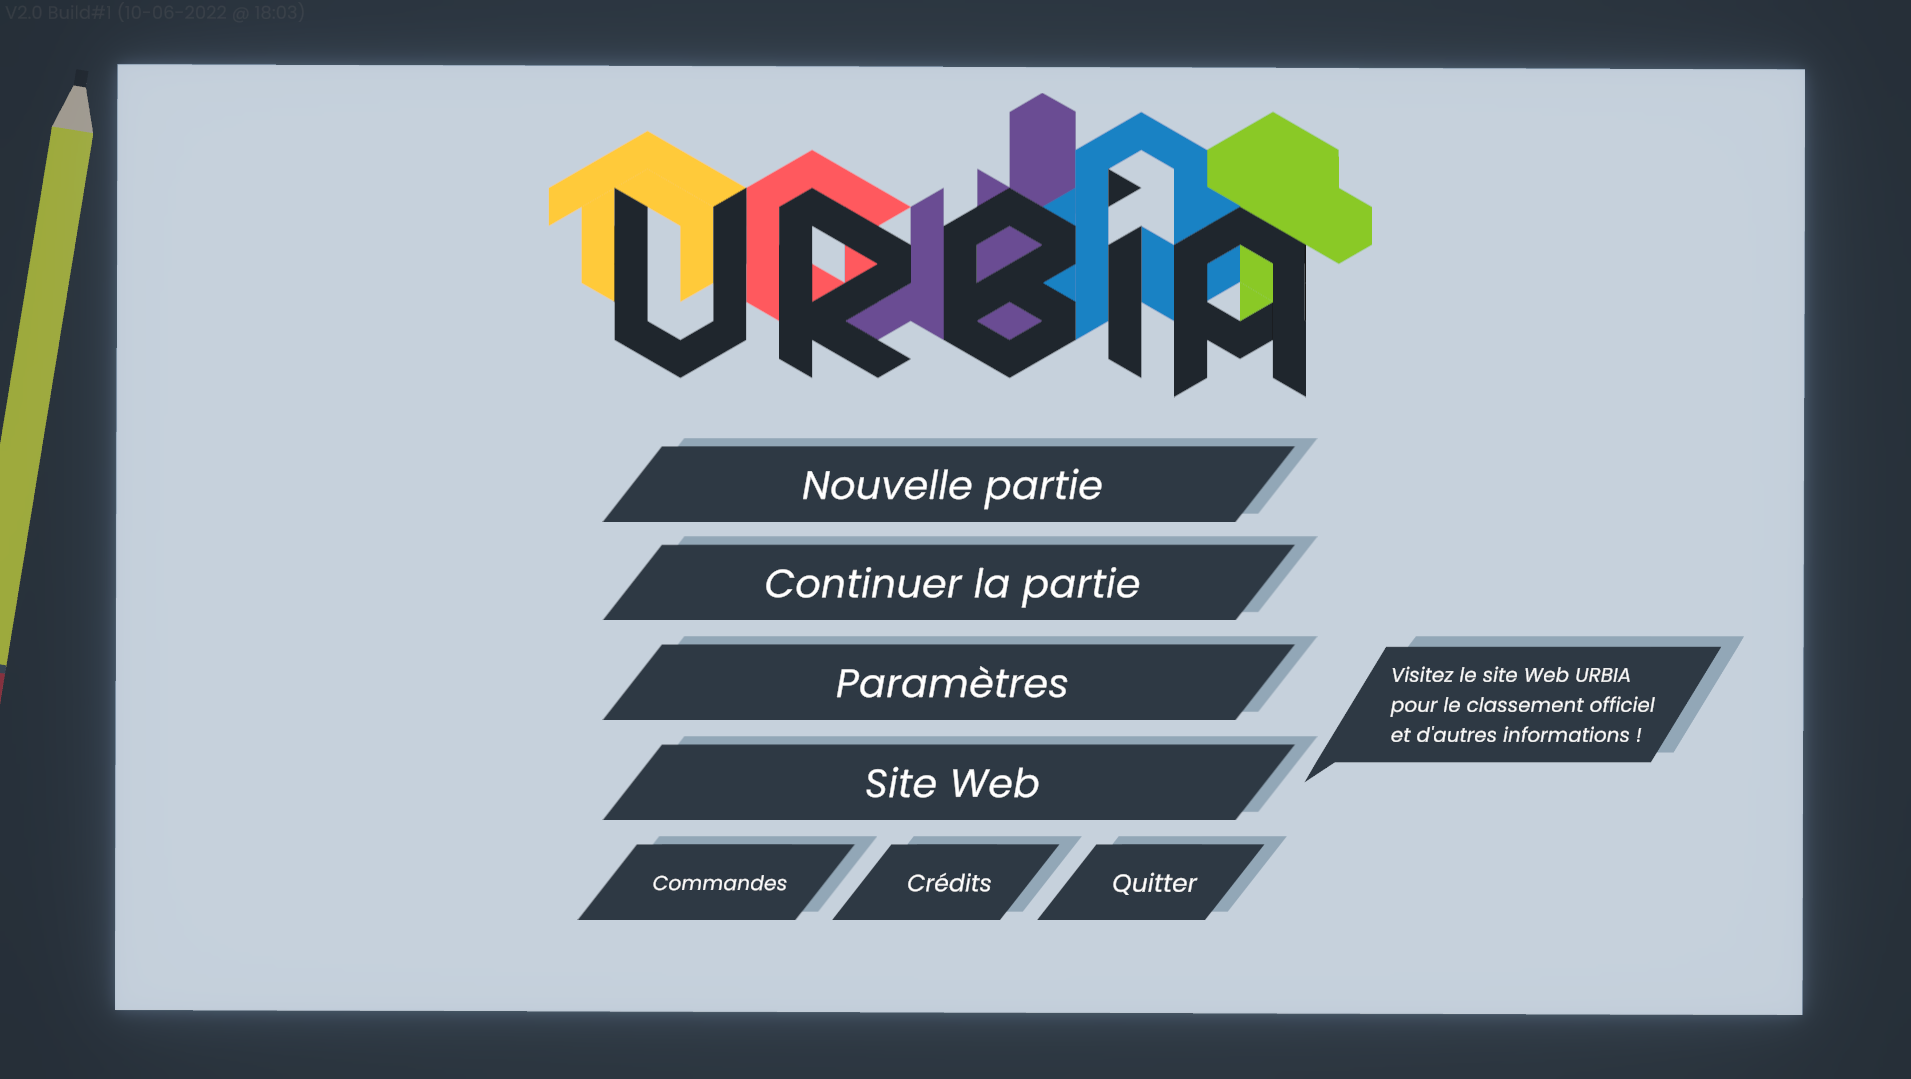 V2.0 Build#1 (10-06-2022 @ 18:03)
URBiA
Nouvelle partie
Continuer la partie
Paramètres
Visitez le site Web URBIA
pour le classement officiel
et d'autres informations !
Site Web
Commandes
Crédits
Quitter